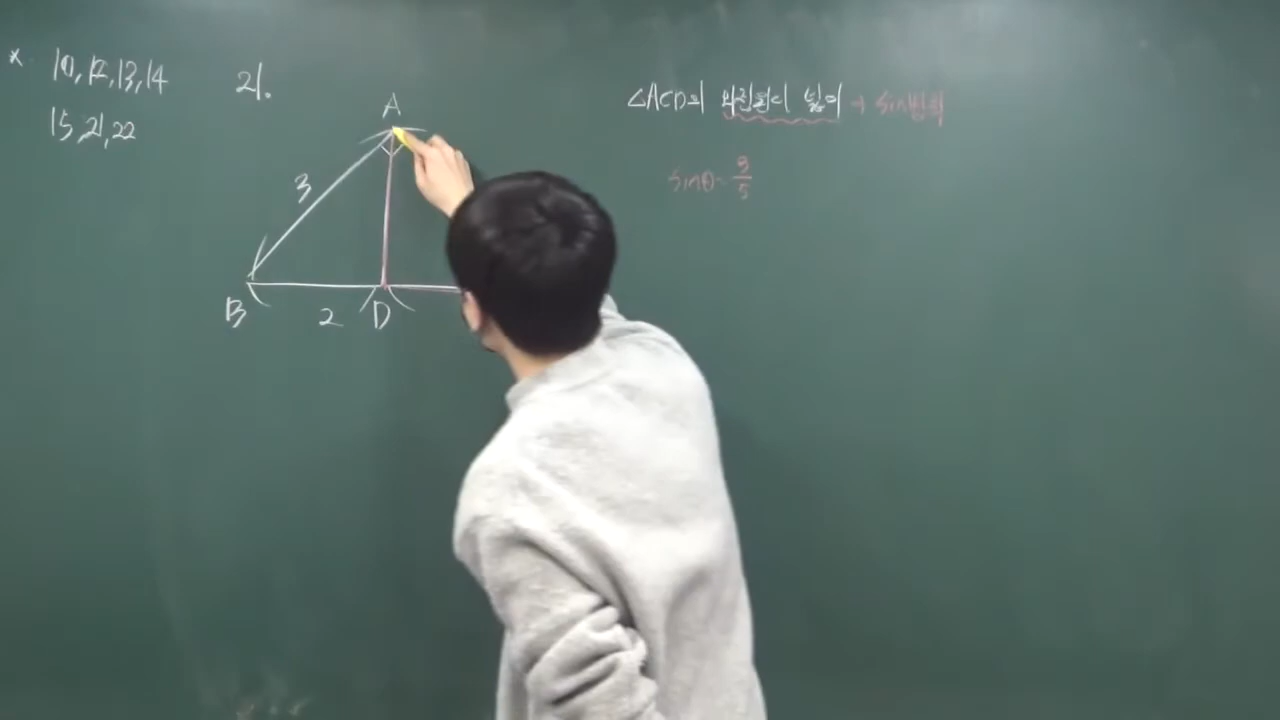 * 10, 12, 13, 14
15, 21, 22
21.
A
3
B
2
D
△ACD의 외접원의 넓이 → sin법칙
sinθ=
5